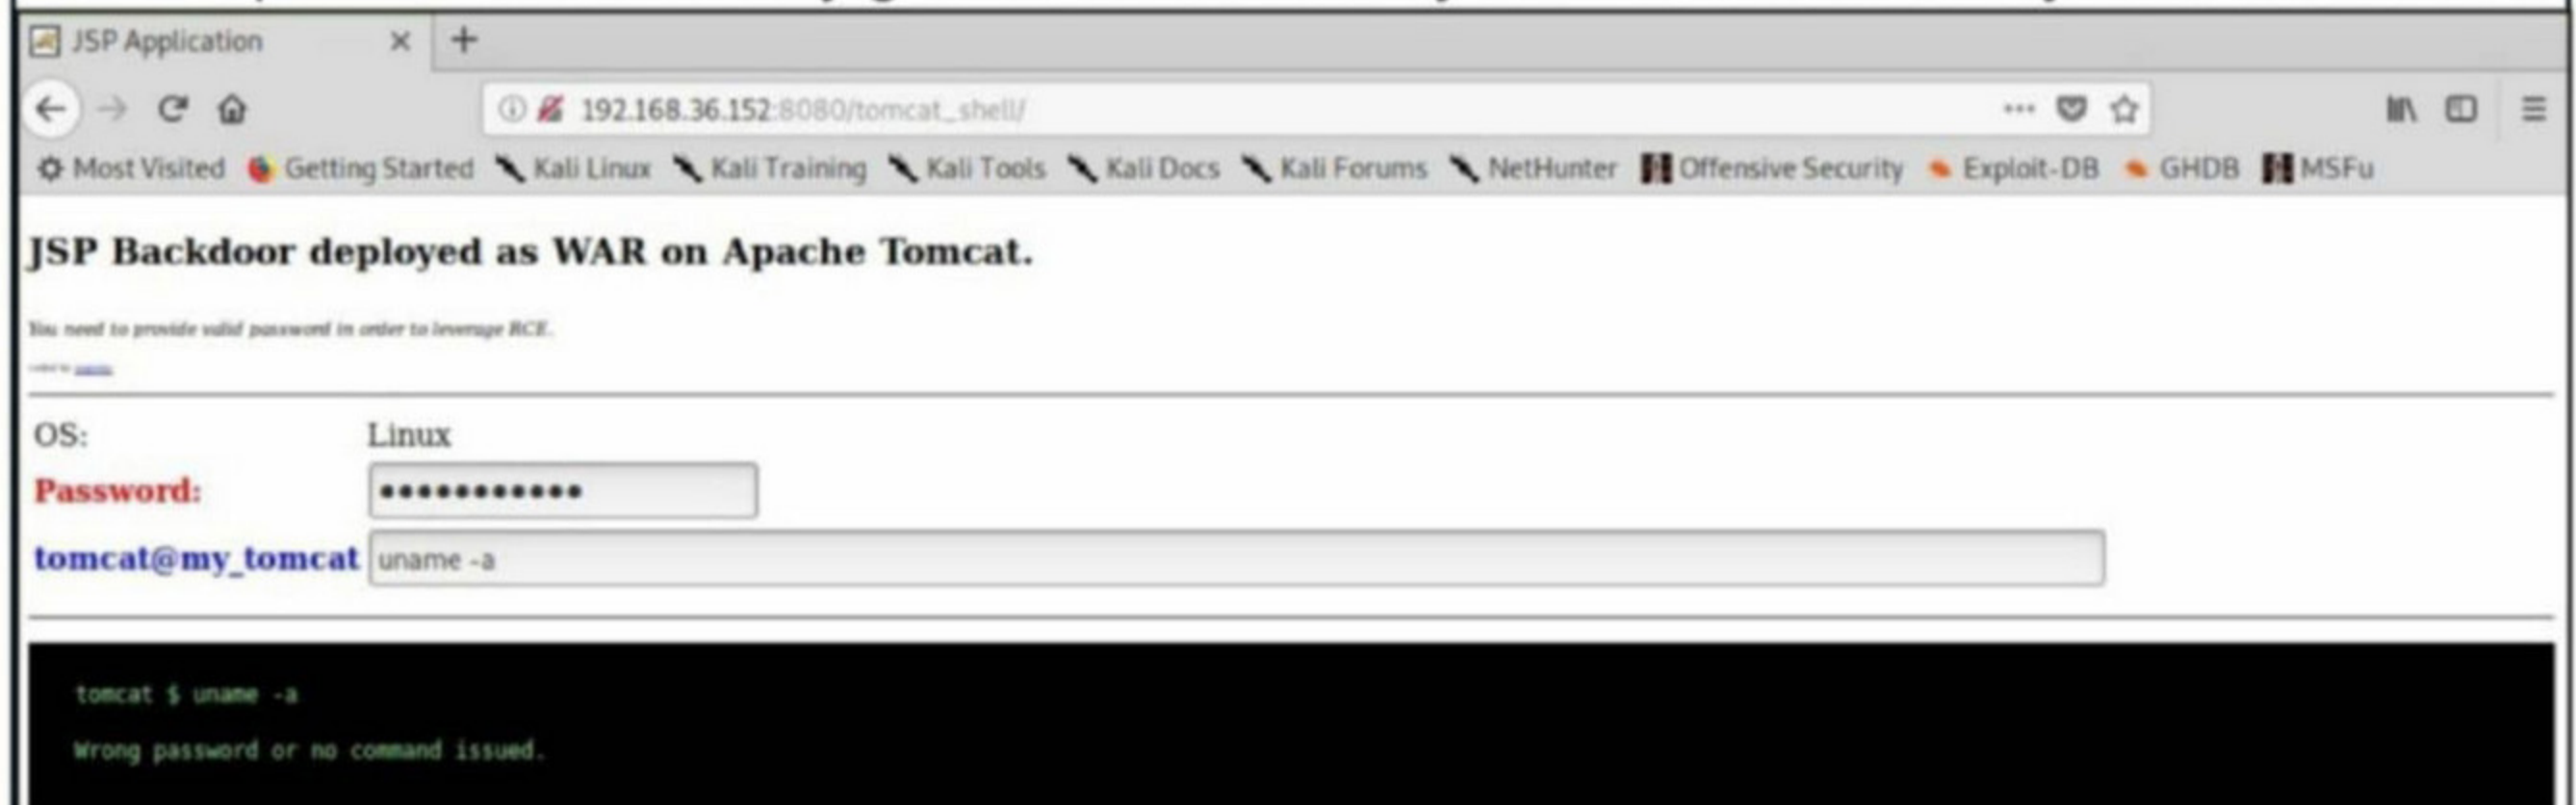 JSP Application
192.168.36.152:8080/tomcat_shell/
Most Visited Getting Started Kali Linux Kali Training Kali Tools Kali Docs Kali Forums NetHunter Offensive Security Exploit-DB GHDB MSFu
JSP Backdoor deployed as WAR on Apache Tomcat.
You need to provide valid password in order to leverage RCE.
OS: Linux
Password: •••••••••••
tomcat@my_tomcat uname -a
tomcat $ uname -a
Wrong password or no command issued.